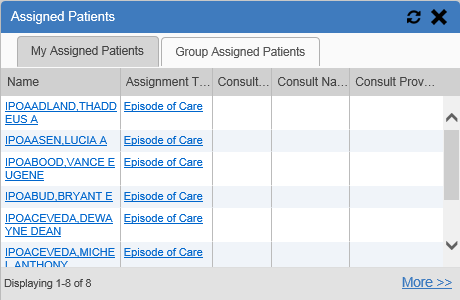 Assigned Patients
My Assigned Patients Group Assigned Patients
Name Assignment T... Consult... Consult Na... Consult Prov...
IPOAADLAND,THADD Episode of Care
EUS A
IPOAASEN,LUCIA A Episode of Care
IPOABOOD,VANCE E Episode of Care
UGENE
IPOABUD,BRYANT E Episode of Care
IPOACEVEDA,DEWA Episode of Care
YNE DEAN
IPOACEVEDA,MICHE Episode of Care
L ANTHONY
Displaying 1-8 of 8 More >>